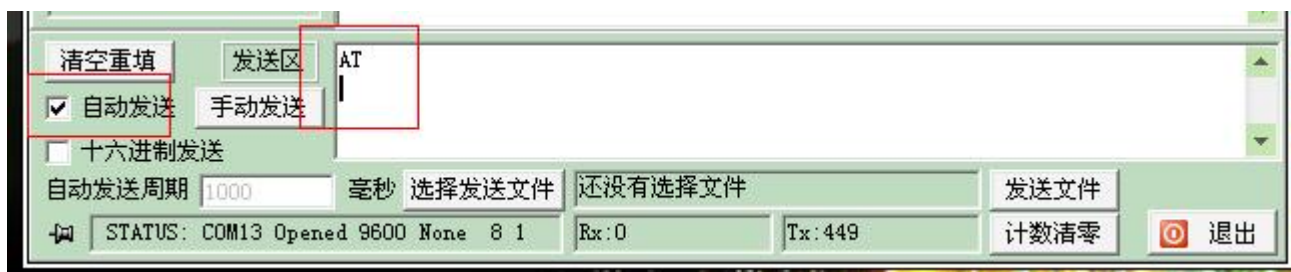 清空重填 发送区 AT
自动发送 手动发送
十六进制发送
自动发送周期 1000 毫秒 选择发送文件 还没有选择文件 发送文件
STATUS: COM13 Opened 9600 None 8 1 Rx:0 Tx:449 计数清零 退出